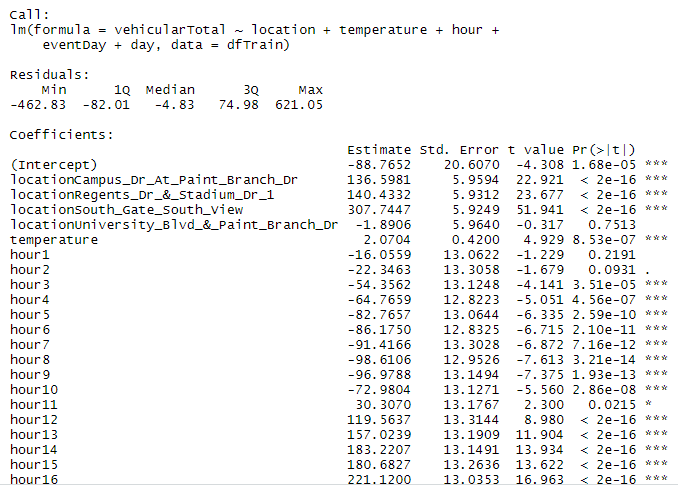 Call:
lm(formula = vehicularTotal ~ location + temperature + hour +
    eventDay + day, data = dfTrain)
Residuals:
    Min      1Q  Median      3Q     Max
-462.83  -82.01   -4.83   74.98  621.05
Coefficients:
Estimate Std. Error t value Pr(>|t|)
(Intercept) -88.7652 20.6070 -4.308 1.68e-05 ***
locationCampus_Dr_At_Paint_Branch_Dr 136.5981 5.9594 22.921 < 2e-16 ***
locationRegents_Dr_&_Stadium_Dr_1 140.4332 5.9312 23.677 < 2e-16 ***
locationSouth_Gate_South_View 307.7447 5.9249 51.941 < 2e-16 ***
locationUniversity_Blvd_&_Paint_Branch_Dr -1.8906 5.9640 -0.317 0.7513
temperature 2.0704 0.4200 4.929 8.53e-07 ***
hour1 -16.0559 13.0622 -1.229 0.2191
hour2 -22.3463 13.3058 -1.679 0.0931 .
hour3 -54.3562 13.1248 -4.141 3.51e-05 ***
hour4 -64.7659 12.8223 -5.051 4.56e-07 ***
hour5 -82.7657 13.0644 -6.335 2.59e-10 ***
hour6 -86.1750 12.8325 -6.715 2.10e-11 ***
hour7 -91.4166 13.3028 -6.872 7.16e-12 ***
hour8 -98.6106 12.9526 -7.613 3.21e-14 ***
hour9 -96.9788 13.1494 -7.375 1.93e-13 ***
hour10 -72.9804 13.1271 -5.560 2.86e-08 ***
hour11 30.3070 13.1767 2.300 0.0215 *
hour12 119.5637 13.3144 8.980 < 2e-16 ***
hour13 157.0239 13.1909 11.904 < 2e-16 ***
hour14 183.2207 13.1491 13.934 < 2e-16 ***
hour15 180.6827 13.2636 13.622 < 2e-16 ***
hour16 221.1200 13.0353 16.963 < 2e-16 ***